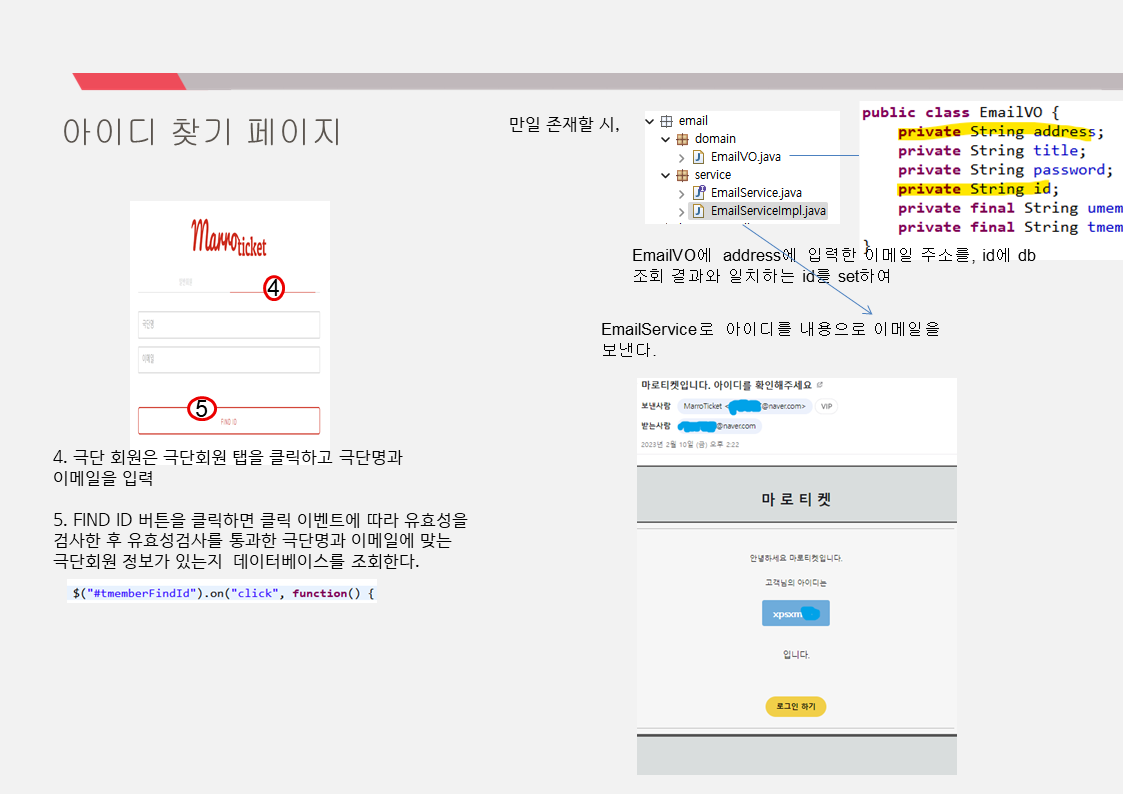 아이디 찾기 페이지
Marroticket
4
극단명
이메일
5
FIND ID
4. 극단 회원은 극단회원 탭을 클릭하고 극단명과
이메일을 입력
5. FIND ID 버튼을 클릭하면 클릭 이벤트에 따라 유효성을
검사한 후 유효성검사를 통과한 극단명과 이메일에 맞는
극단회원 정보가 있는지 데이터베이스를 조회한다.
$("#tmemberFindId").on("click", function() {
만일 존재할 시,
email
domain
EmailVO.java
service
EmailService.java
EmailServiceImpl.java
public class EmailVO {
private String address;
private String title;
private String password;
private String id;
private final String umem
private final String tmem
}
EmailVO에 address에 입력한 이메일 주소를, id에 db
조회 결과와 일치하는 id를 set하여
EmailService로 아이디를 내용으로 이메일을
보낸다.
마로티켓입니다. 아이디를 확인해주세요
보낸사람 MarroTicket < @naver.com> VIP
받는사람 @naver.com
2023년 2월 10일 (금) 오후 2:22
마 로 티 켓
안녕하세요 마로티켓입니다.
고객님의 아이디는
xpsxm
입니다.
로그인 하기